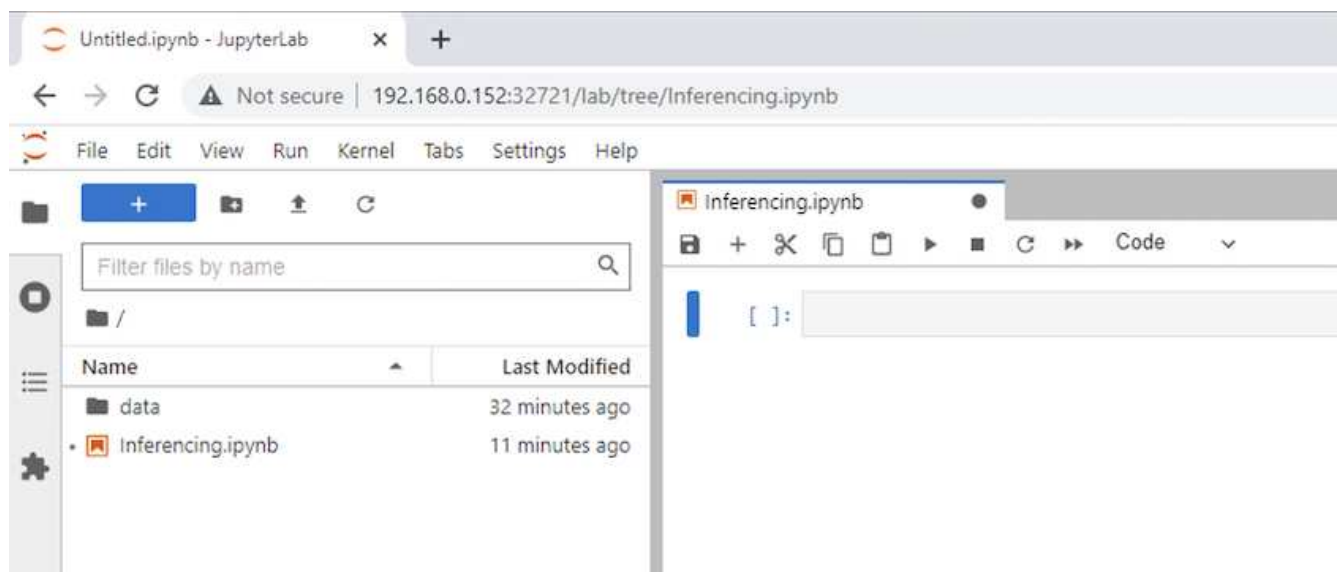 Untitled.ipynb - JupyterLab
Not secure | 192.168.0.152:32721/lab/tree/Inferencing.ipynb
File Edit View Run Kernel Tabs Settings Help
Filter files by name
/
Name Last Modified
data 32 minutes ago
Inferencing.ipynb 11 minutes ago
Inferencing.ipynb
Code
[ ]: